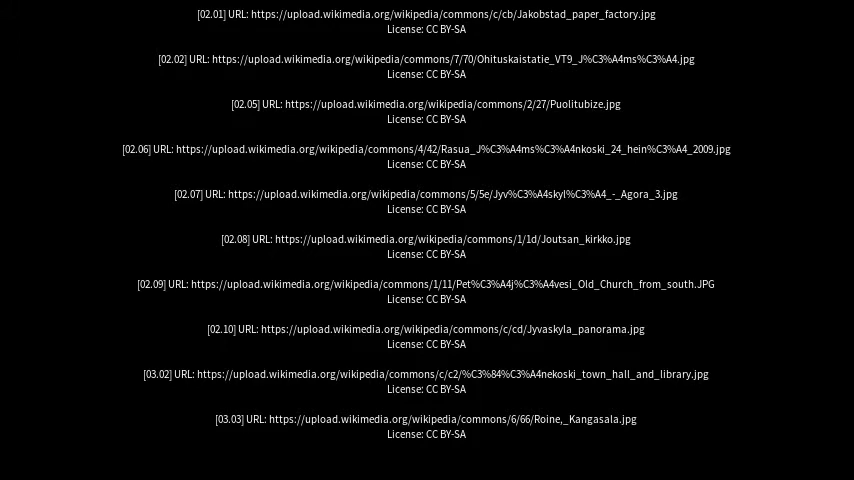 [02.01] URL: https://upload.wikimedia.org/wikipedia/commons/c/cb/Jakobstad_paper_factory.jpg
License: CC BY-SA
[02.02] URL: https://upload.wikimedia.org/wikipedia/commons/7/70/Ohituskaistatie_VT9_J%C3%A4ms%C3%A4.jpg
License: CC BY-SA
[02.05] URL: https://upload.wikimedia.org/wikipedia/commons/2/27/Puolitubize.jpg
License: CC BY-SA
[02.06] URL: https://upload.wikimedia.org/wikipedia/commons/4/42/Rasua_J%C3%A4ms%C3%A4nkoski_24_hein%C3%A4_2009.jpg
License: CC BY-SA
[02.07] URL: https://upload.wikimedia.org/wikipedia/commons/5/5e/Jyv%C3%A4skyl%C3%A4_-_Agora_3.jpg
License: CC BY-SA
[02.08] URL: https://upload.wikimedia.org/wikipedia/commons/1/1d/Joutsan_kirkko.jpg
License: CC BY-SA
[02.09] URL: https://upload.wikimedia.org/wikipedia/commons/1/11/Pet%C3%A4j%C3%A4vesi_Old_Church_from_south.JPG
License: CC BY-SA
[02.10] URL: https://upload.wikimedia.org/wikipedia/commons/c/cd/Jyvaskyla_panorama.jpg
License: CC BY-SA
[03.02] URL: https://upload.wikimedia.org/wikipedia/commons/c/c2/%C3%84%C3%A4nekoski_town_hall_and_library.jpg
License: CC BY-SA
[03.03] URL: https://upload.wikimedia.org/wikipedia/commons/6/66/Roine,_Kangasala.jpg
License: CC BY-SA